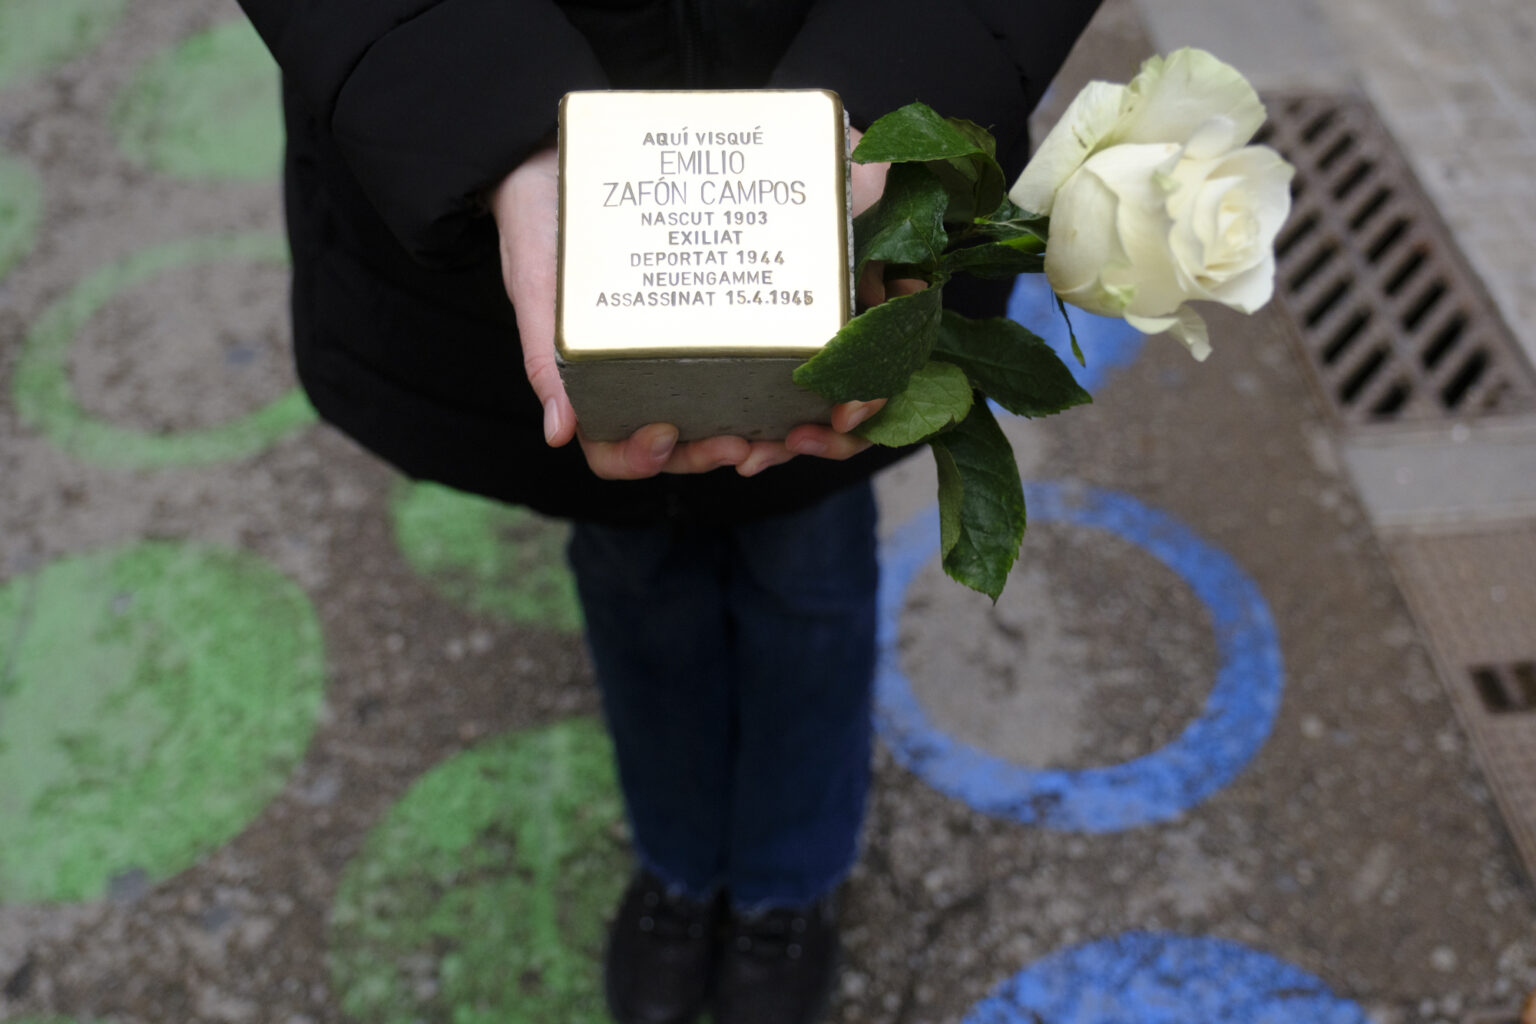 AQUÍ VISQUÉ
EMILIO
ZAFÓN CAMPOS
NASCUT 1903
EXILIAT
DEPORTAT 1944
NEUENGAMME
ASSASSINAT 15.4.1945